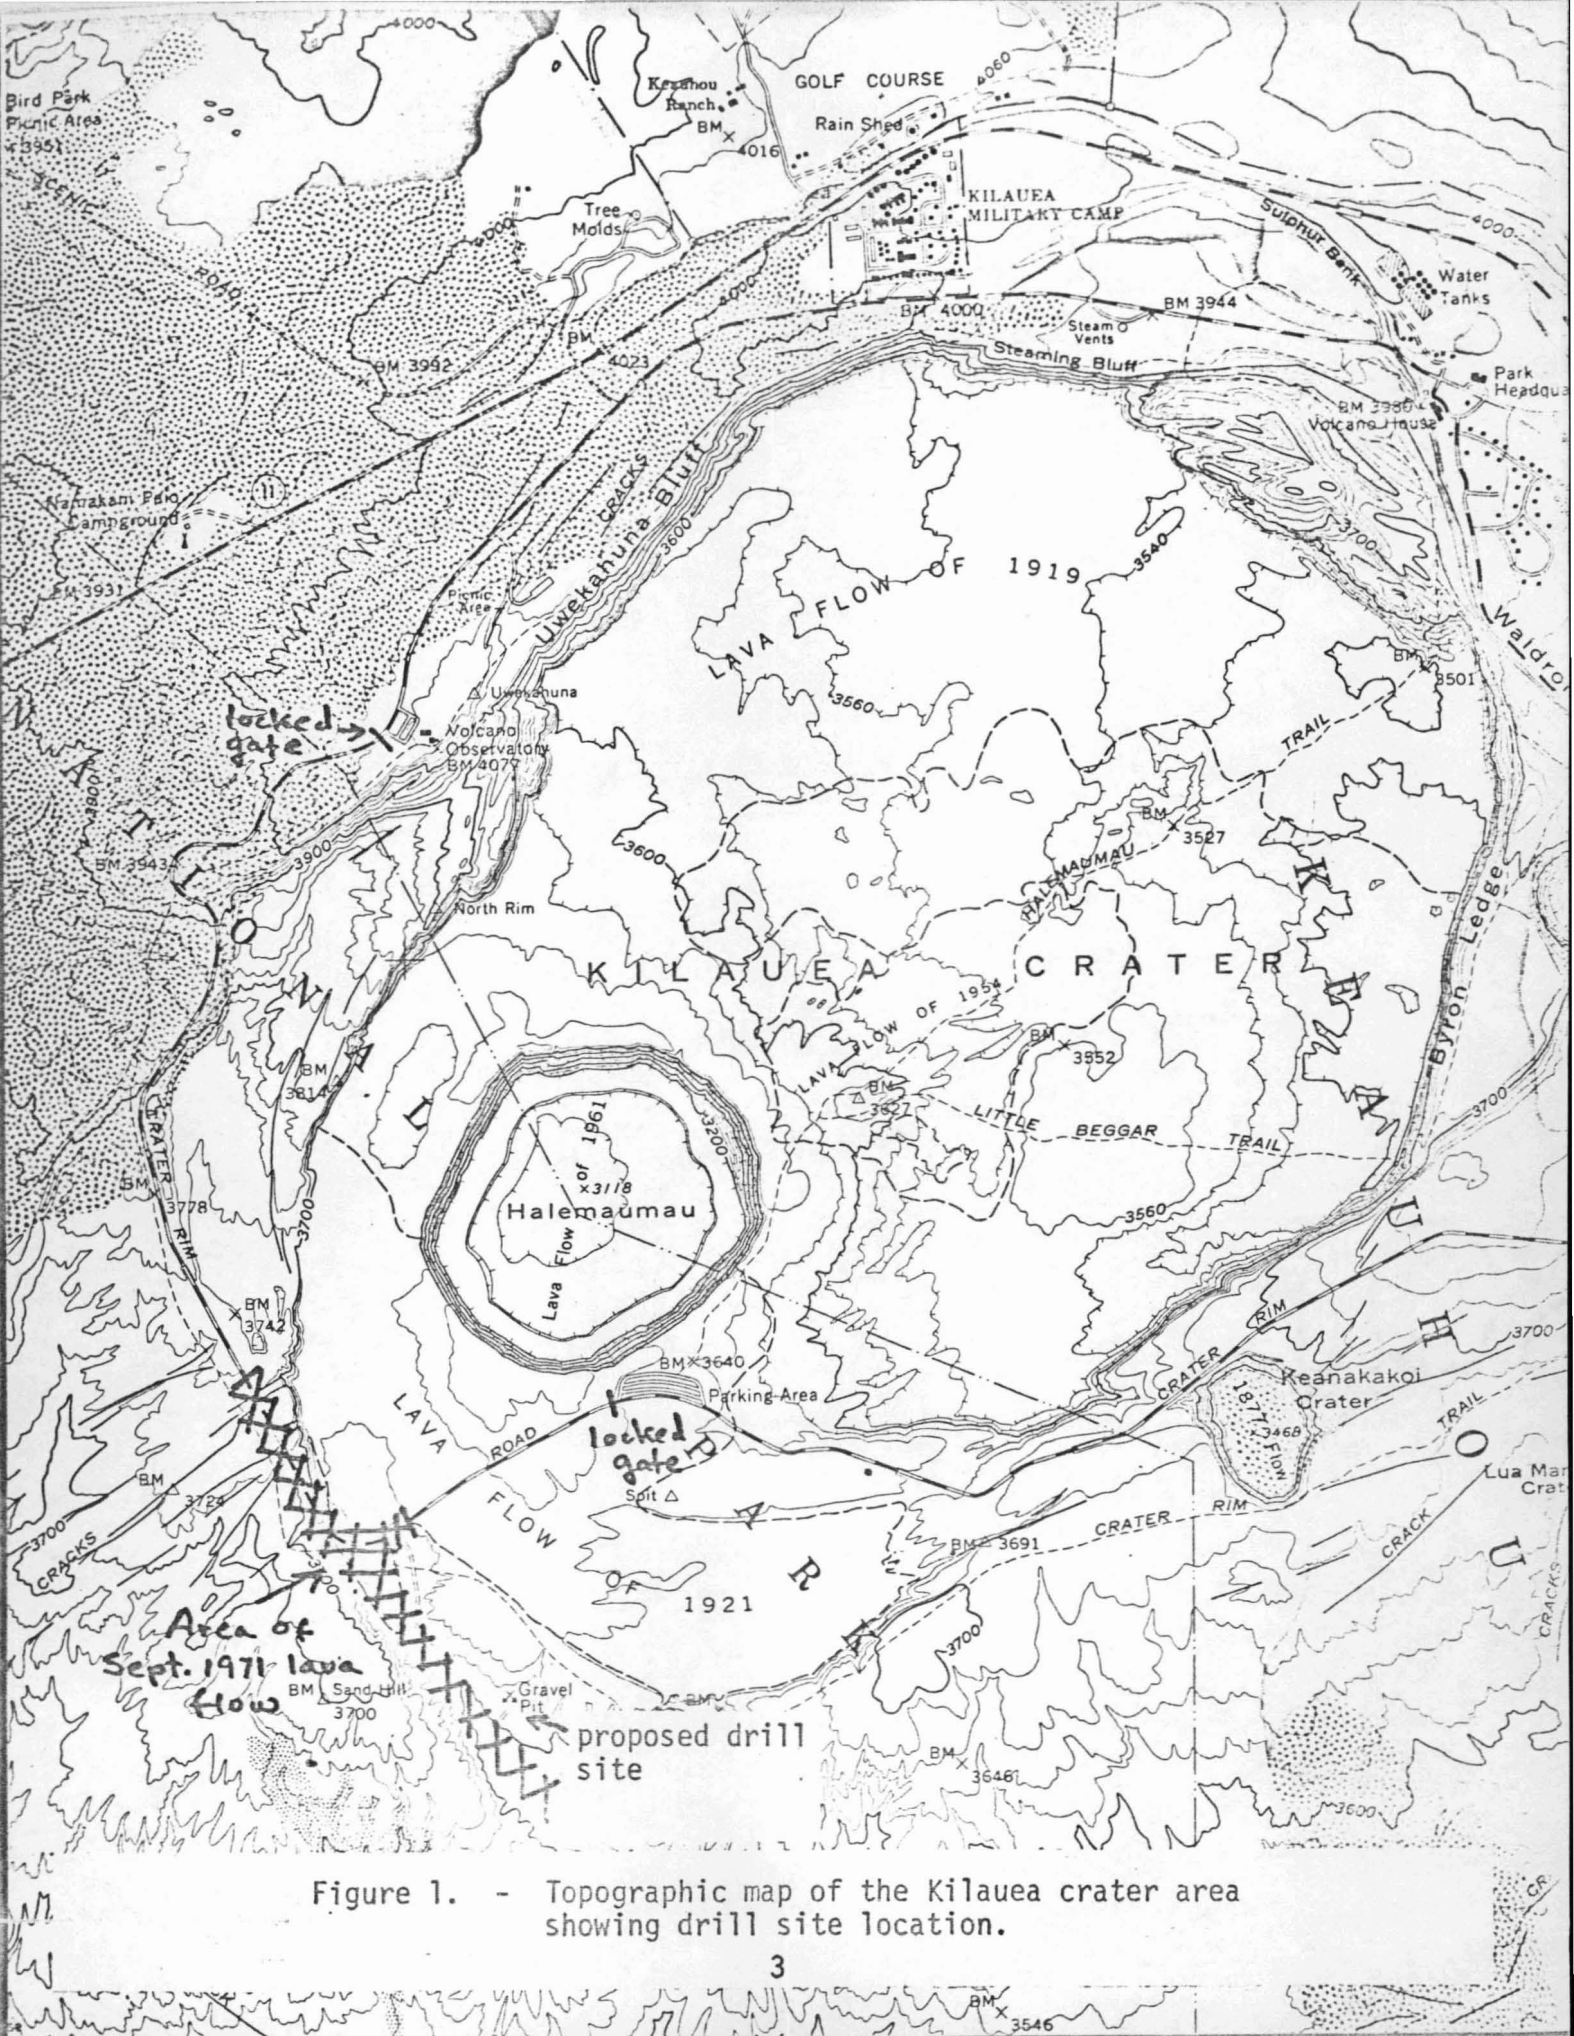 4000
Bird Park
Picnic Area
3951
SCENIC
ROAD
Ranch
BM
4016
GOLF COURSE
4060
Rain Shed
KILAUEA
MILITARY CAMP
Tree
Molds
4000
4000
Sulphur Bank
4000
Water
Tanks
BM 4000
BM 3944
Steam
Vents
Steaming Bluff
BM
4023
BM 3992
Park
Volcano House
Campground
11
CRACKS
Uwekahuna Bluff
3600
3700
BM 3931
Picnic
Area
LAVA FLOW OF 1919
3540
Waldron
BM
3501
3560
Uwekahuna
locked
gate
Volcano
Observatory
BM 4077
TRAIL
3900
BM 3943
3900
3600
BM
3527
HALEMAUMAU
North Rim
NATIONAL
KILAUEA CRATER
Byron Ledge
LAVA FLOW OF 1954
BM
3552
BM
3814
BM
3627
LITTLE BEGGAR TRAIL
3700
CRATER RIM
BM
3778
3700
3200
Lava Flow of 1961
3118
Halemaumau
3560
KEANAKAUHOU
BM
3742
BM 3640
Parking Area
locked
gate
ROAD
CRATER RIM
Keanakakoi
Crater
1877 Flow
3468
3700
TRAIL
Lua
BM
3724
3700
CRACKS
3700
Spit
LAVA FLOW OF 1921
PARK
BM 3691
CRATER RIM
CRACK
CRACKS
Area of
Sept. 1971 lava
flow
BM Sand Hill
3700
Gravel
Pit
BM
3700
proposed drill
site
BM
3646
3600
Figure 1. - Topographic map of the Kilauea crater area
showing drill site location.
3
BM
3546